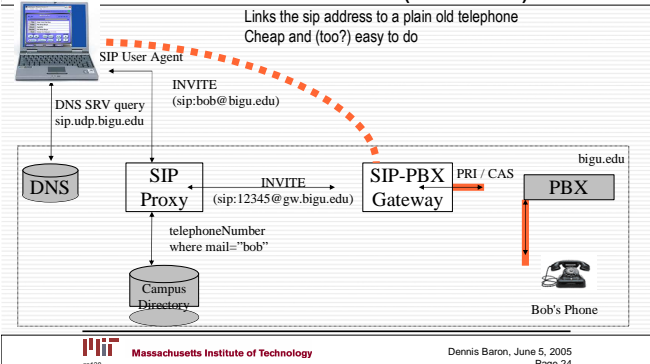 Links the sip address to a plain old telephone
Cheap and (too?) easy to do
SIP User Agent
INVITE
(sip:bob@bigu.edu)
DNS SRV query
sip.udp.bigu.edu
bigu.edu
DNS
SIP
Proxy
INVITE
(sip:12345@gw.bigu.edu)
SIP-PBX
Gateway
PRI / CAS
PBX
telephoneNumber
where mail="bob"
Campus
Directory
Bob's Phone
Massachusetts Institute of Technology
Dennis Baron, June 5, 2005
Page 24